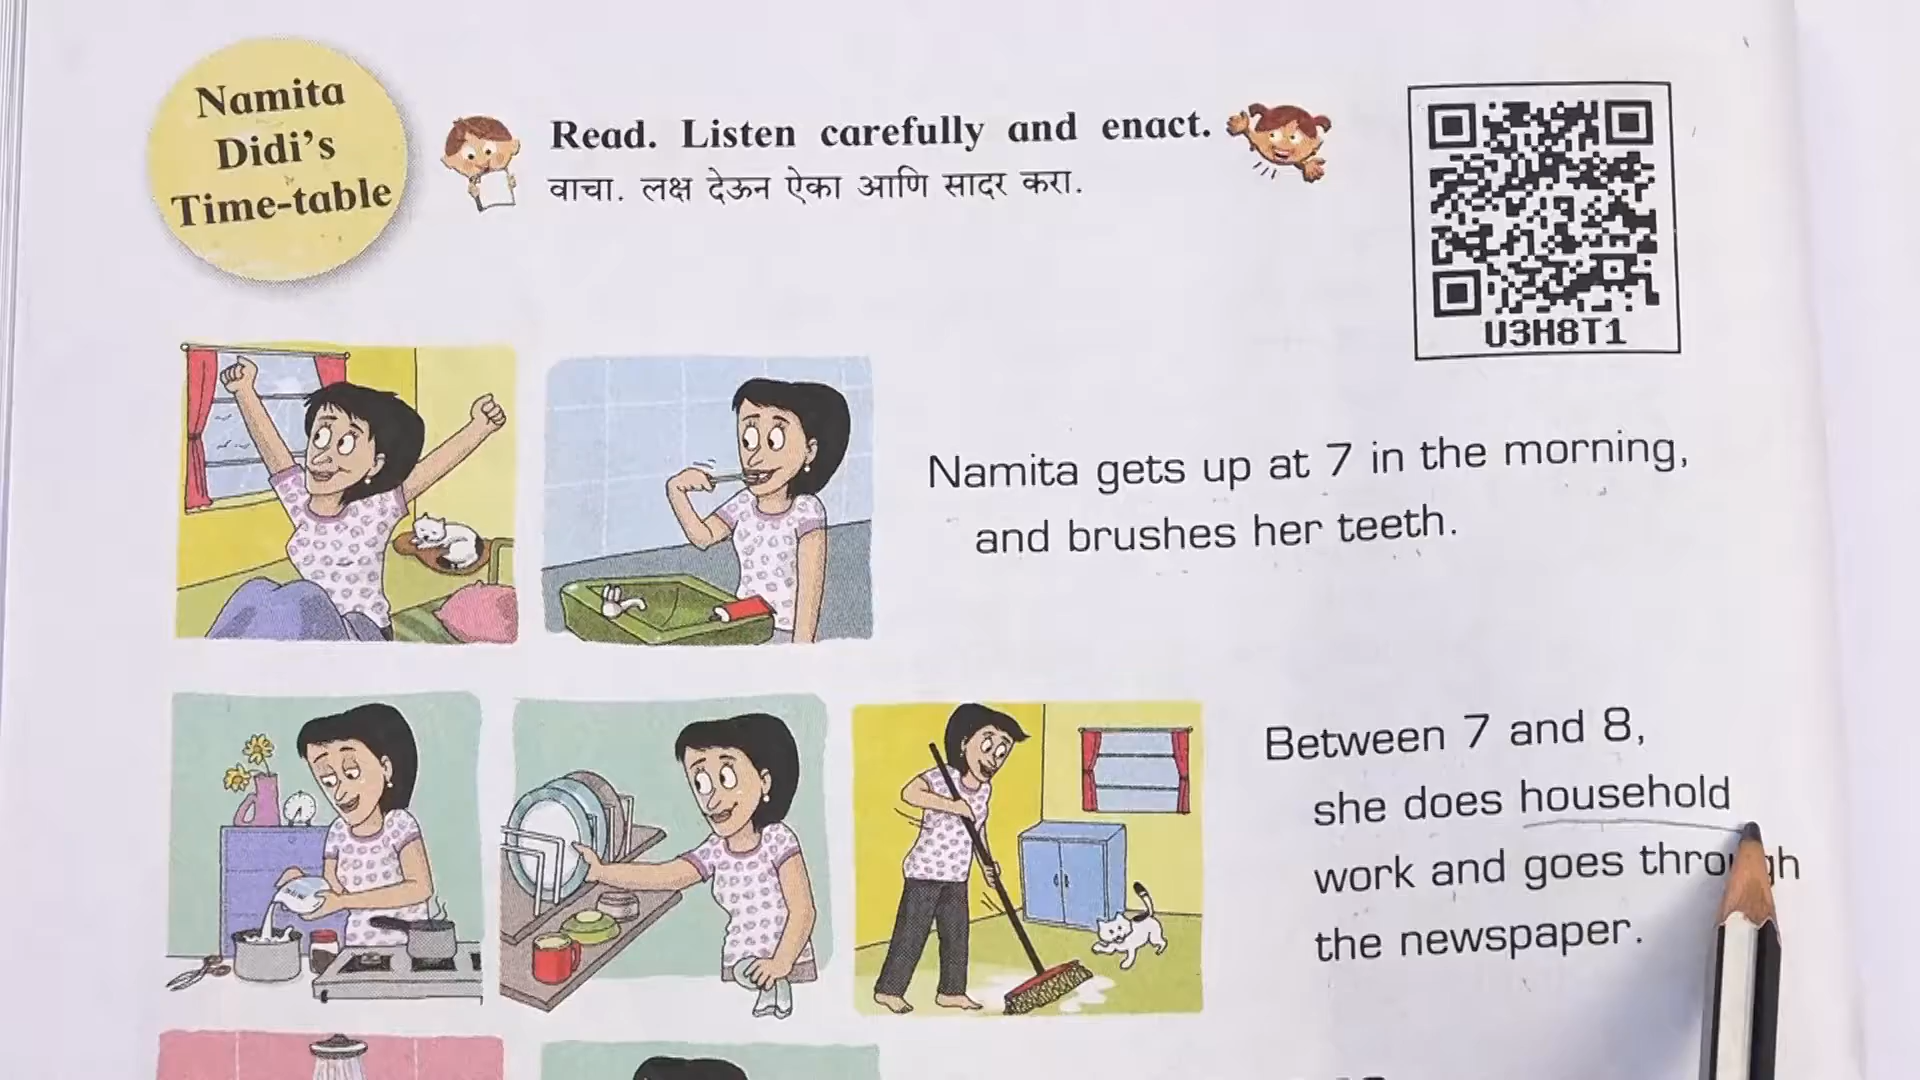 Namita
Didi's
Time-table
Read. Listen carefully and enact.
वाचा. लक्ष देऊन ऐका आणि सादर करा.
U3H8T1
Namita gets up at 7 in the morning,
and brushes her teeth.
Between 7 and 8,
she does household
work and goes through
the newspaper.